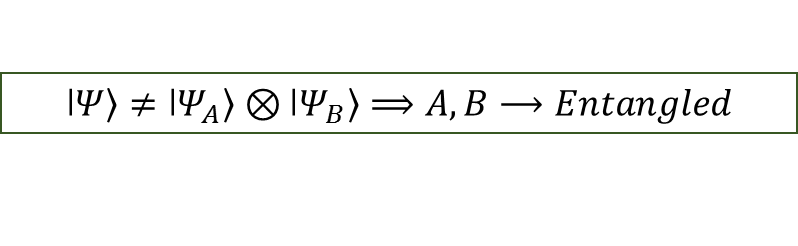 |Ψ⟩ ≠ |Ψ_A⟩ ⊗ |Ψ_B⟩ ⟹ A, B ⟶ Entangled